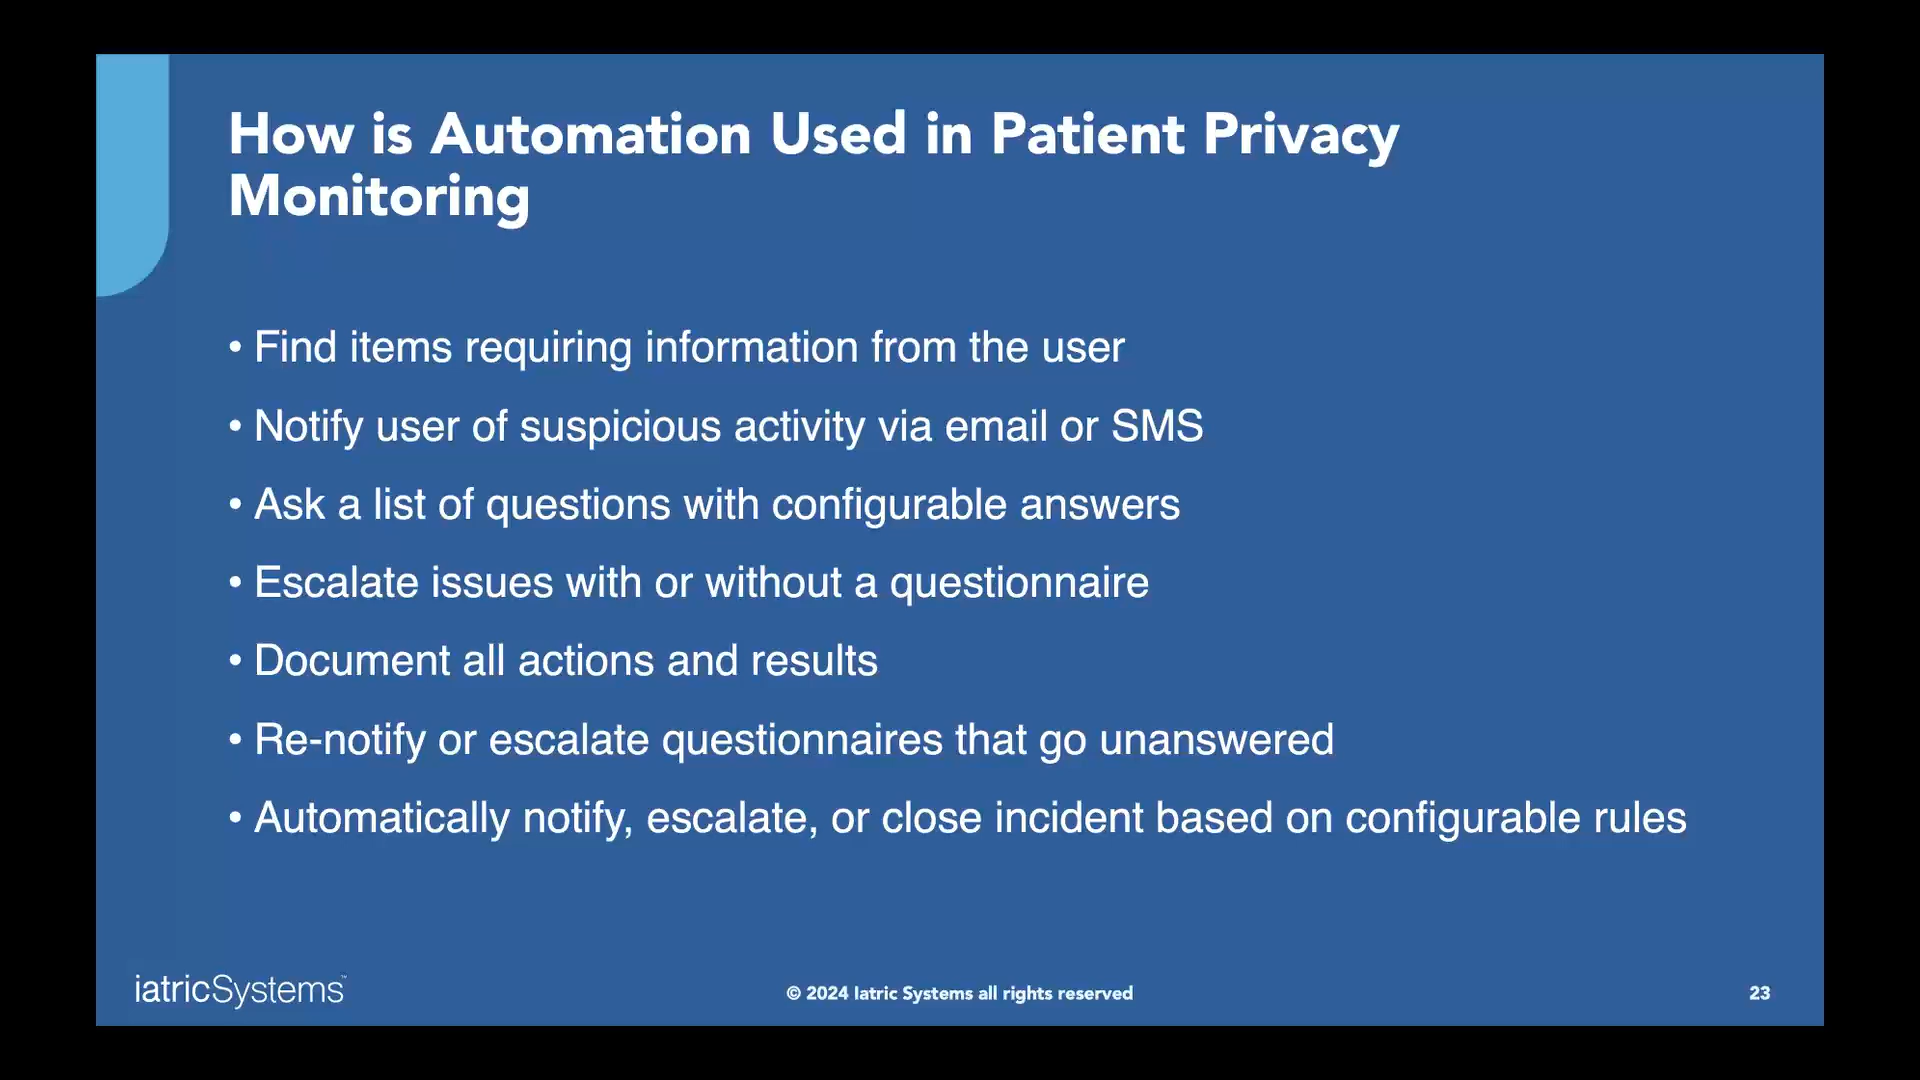 How is Automation Used in Patient Privacy
Monitoring
• Find items requiring information from the user
• Notify user of suspicious activity via email or SMS
• Ask a list of questions with configurable answers
• Escalate issues with or without a questionnaire
• Document all actions and results
• Re-notify or escalate questionnaires that go unanswered
• Automatically notify, escalate, or close incident based on configurable rules
iatricSystems™
© 2024 Iatric Systems all rights reserved
23